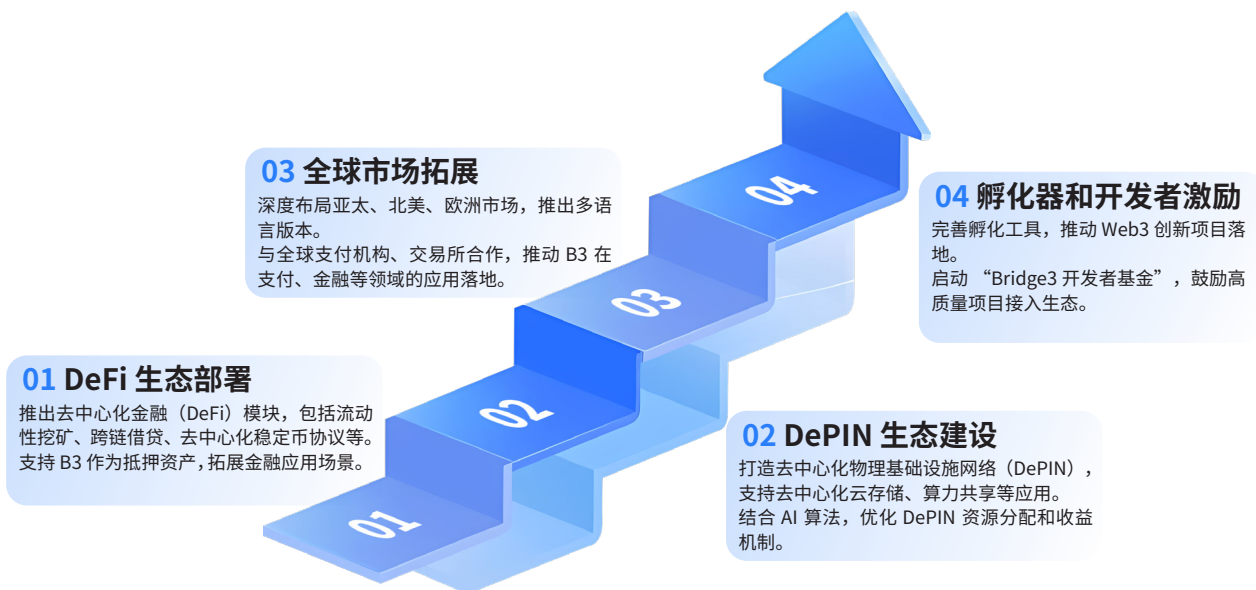 03 全球市场拓展
深度布局亚太、北美、欧洲市场，推出多语
言版本。
与全球支付机构、交易所合作，推动 B3 在
支付、金融等领域的应用落地。
04
04 孵化器和开发者激励
完善孵化工具，推动 Web3 创新项目落
地。
启动 “Bridge3 开发者基金”，鼓励高
质量项目接入生态。
03
01 DeFi 生态部署
推出去中心化金融（DeFi）模块，包括流动
性挖矿、跨链借贷、去中心化稳定币协议等。
支持 B3 作为抵押资产，拓展金融应用场景。
02
02 DePIN 生态建设
打造去中心化物理基础设施网络（DePIN），
支持去中心化云存储、算力共享等应用。
结合 AI 算法，优化 DePIN 资源分配和收益
机制。
01